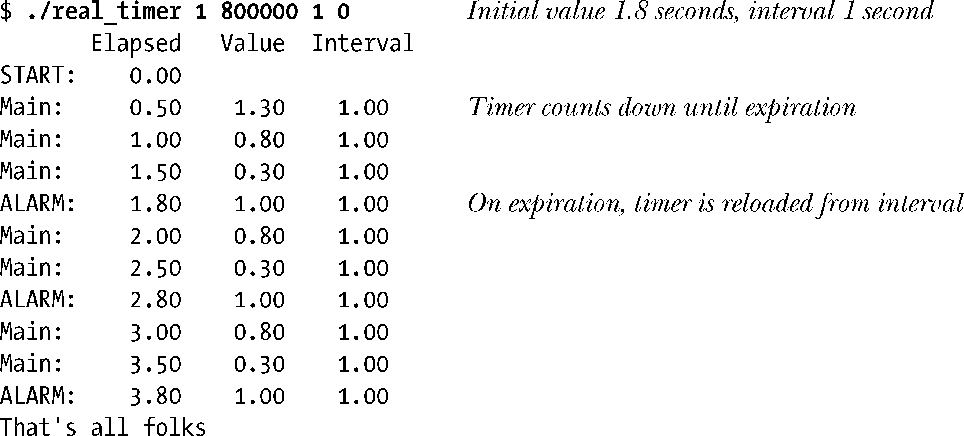 $ ./real_timer 1 800000 1 0 Initial value 1.8 seconds, interval 1 second
Elapsed Value Interval
START: 0.00
Main: 0.50 1.30 1.00 Timer counts down until expiration
Main: 1.00 0.80 1.00
Main: 1.50 0.30 1.00
ALARM: 1.80 1.00 1.00 On expiration, timer is reloaded from interval
Main: 2.00 0.80 1.00
Main: 2.50 0.30 1.00
ALARM: 2.80 1.00 1.00
Main: 3.00 0.80 1.00
Main: 3.50 0.30 1.00
ALARM: 3.80 1.00 1.00
That's all folks